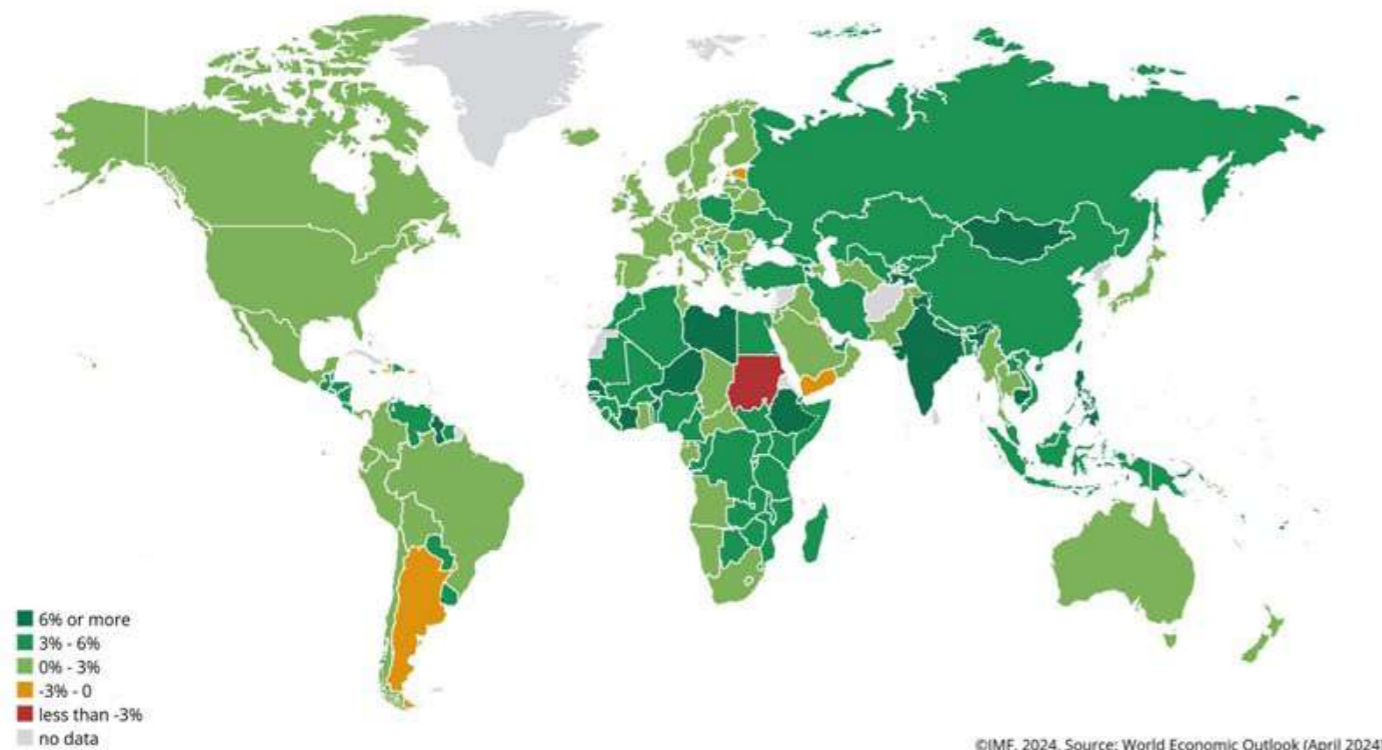 6% or more
3% - 6%
0% - 3%
-3% - 0
less than -3%
no data
©IMF, 2024, Source: World Economic Outlook (April 2024)